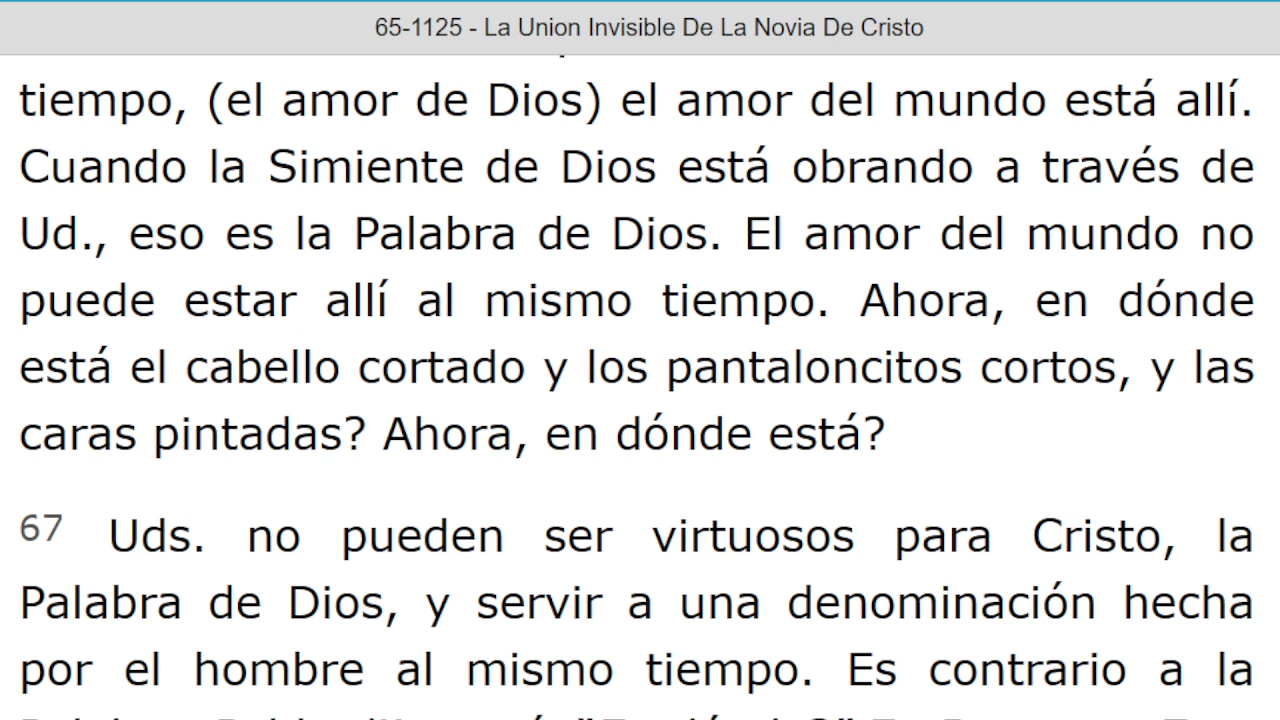 65-1125 - La Union Invisible De La Novia De Cristo
tiempo, (el amor de Dios) el amor del mundo está allí.
Cuando la Simiente de Dios está obrando a través de
Ud., eso es la Palabra de Dios. El amor del mundo no
puede estar allí al mismo tiempo. Ahora, en dónde
está el cabello cortado y los pantaloncitos cortos, y las
caras pintadas? Ahora, en dónde está?
67 Uds. no pueden ser virtuosos para Cristo, la
Palabra de Dios, y servir a una denominación hecha
por el hombre al mismo tiempo. Es contrario a la